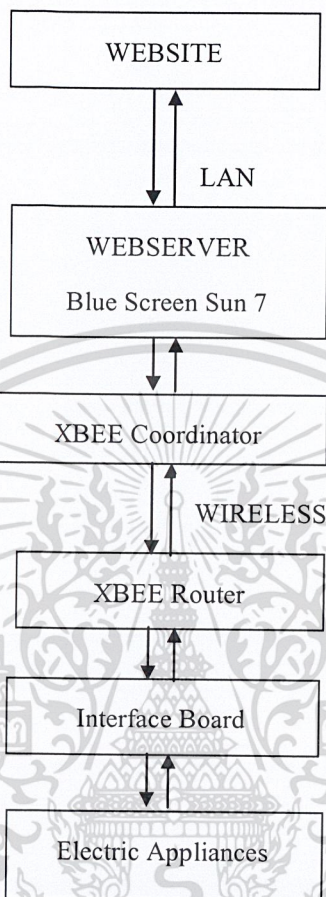 WEBSITE
LAN
WEBSERVER
Blue Screen Sun 7
XBEE Coordinator
WIRELESS
XBEE Router
Interface Board
Electric Appliances